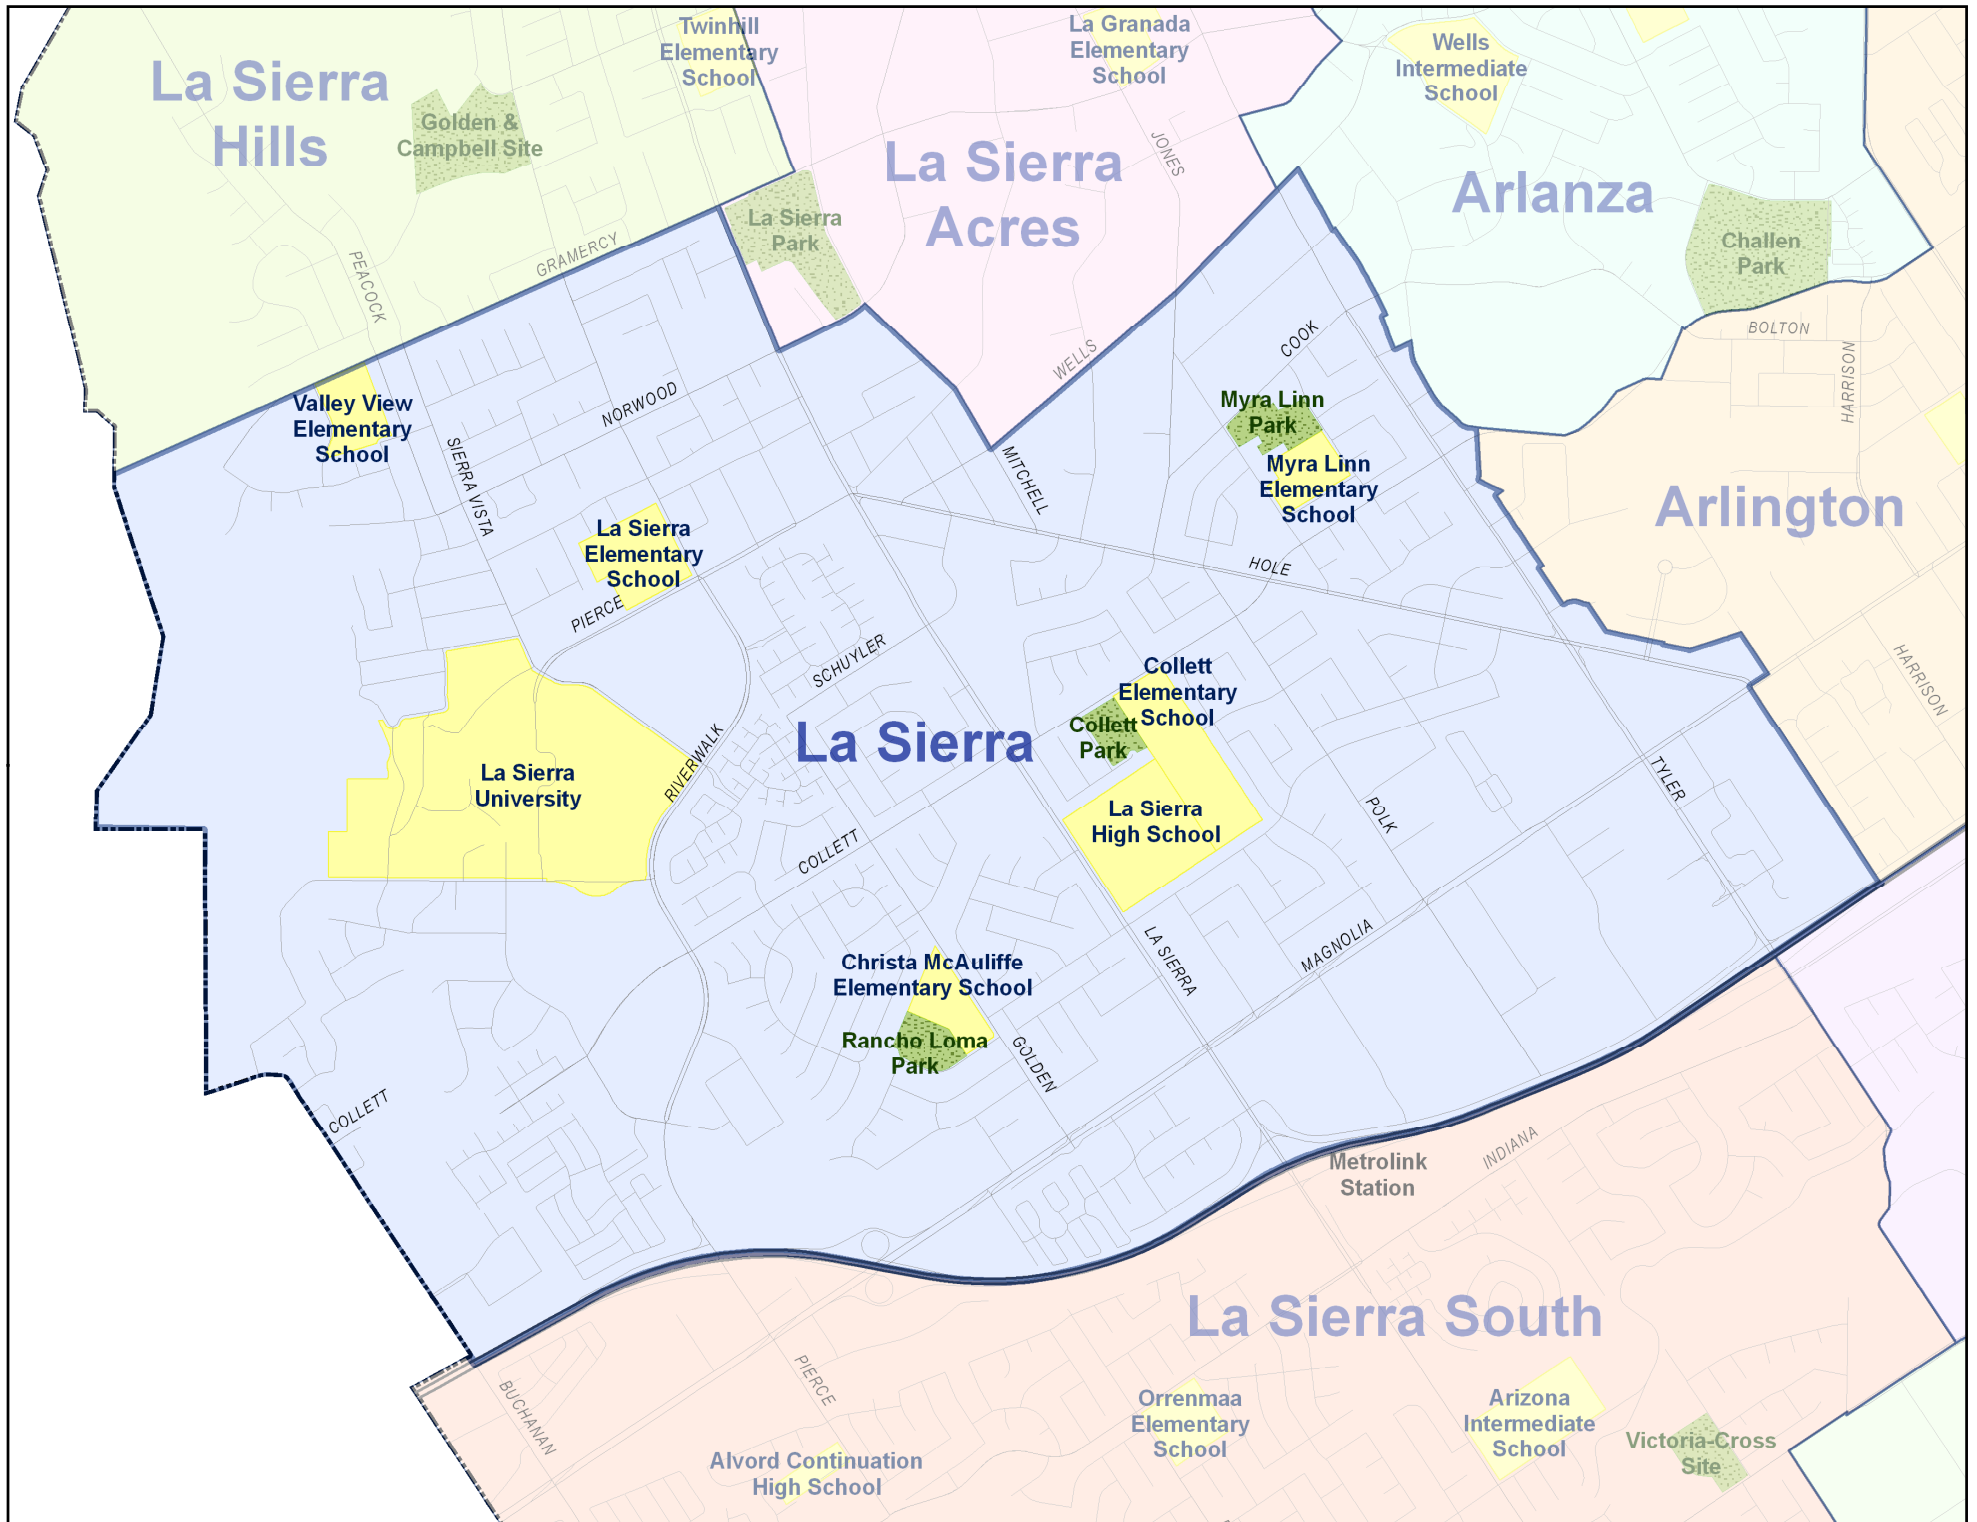 Twinhill
Elementary
School
La Granada
Elementary
School
Wells
Intermediate
School
La Sierra
Hills
Golden &
Campbell Site
La Sierra
Acres
JONES
Arlanza
La Sierra
Park
Challen
Park
PEACOCK
GRAMERCY
BOLTON
HARRISON
WELLS
COOK
Valley View
Elementary
School
NORWOOD
SIERRA VISTA
Myra Linn
Park
Myra Linn
Elementary
School
MITCHELL
Arlington
La Sierra
Elementary
School
PIERCE
HOLE
SCHUYLER
HARRISON
Collett
Elementary
School
Collett
Park
La Sierra
RIVERWALK
La Sierra
University
TYLER
POLK
La Sierra
High School
COLLETT
LA SIERRA
MAGNOLIA
Christa McAuliffe
Elementary School
Rancho Loma
Park
GOLDEN
COLLETT
Metrolink
Station
INDIANA
La Sierra South
PIERCE
BUCHANAN
Orrenmaa
Elementary
School
Arizona
Intermediate
School
Victoria-Cross
Site
Alvord Continuation
High School